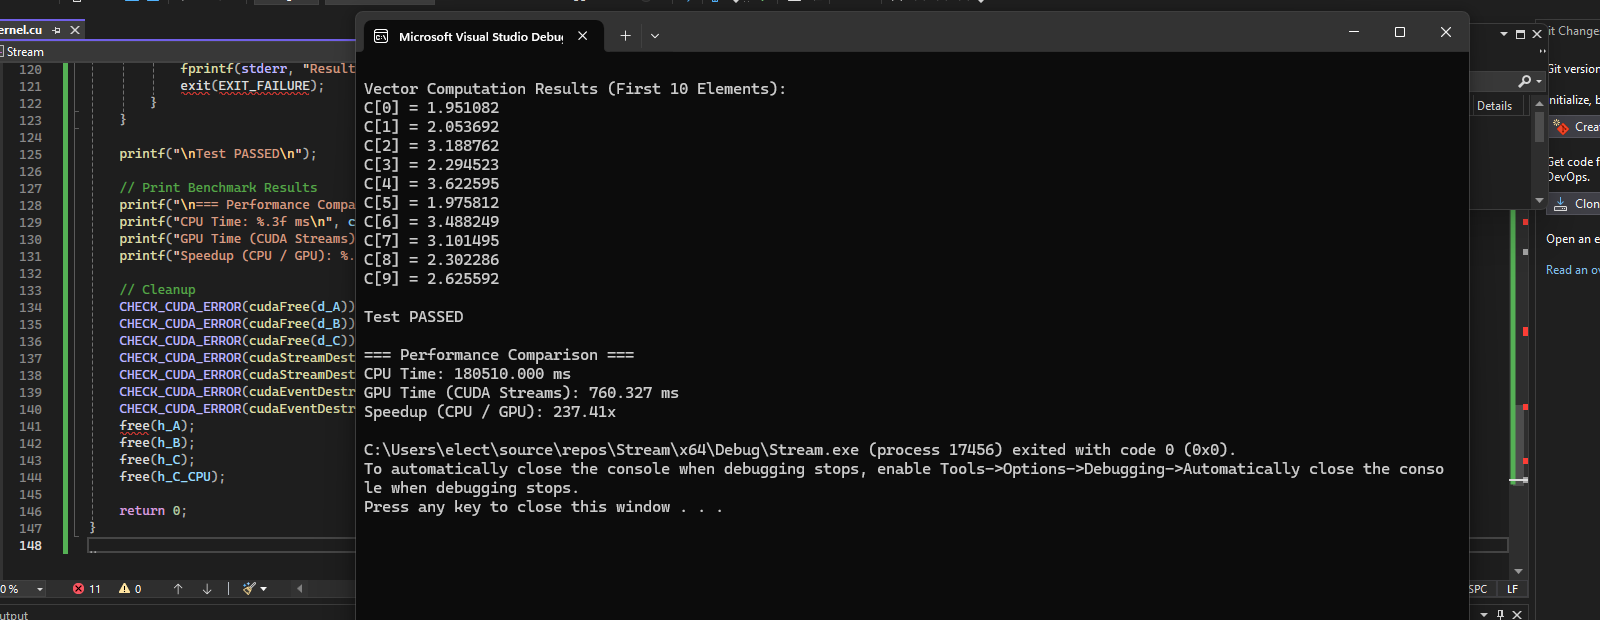 ernel.cu
Stream
120 fprintf(stderr, "Result
121 exit(EXIT_FAILURE);
122 }
123 }
124
125 printf("\nTest PASSED\n");
126
127 // Print Benchmark Results
128 printf("\n=== Performance Compa
129 printf("CPU Time: %.3f ms\n", c
130 printf("GPU Time (CUDA Streams)
131 printf("Speedup (CPU / GPU): %.
132
133 // Cleanup
134 CHECK_CUDA_ERROR(cudaFree(d_A))
135 CHECK_CUDA_ERROR(cudaFree(d_B))
136 CHECK_CUDA_ERROR(cudaFree(d_C))
137 CHECK_CUDA_ERROR(cudaStreamDest
138 CHECK_CUDA_ERROR(cudaStreamDest
139 CHECK_CUDA_ERROR(cudaEventDestr
140 CHECK_CUDA_ERROR(cudaEventDestr
141 free(h_A);
142 free(h_B);
143 free(h_C);
144 free(h_C_CPU);
145
146 return 0;
147 }
148
0 % 11 0
utput
Microsoft Visual Studio Debug
Vector Computation Results (First 10 Elements):
C[0] = 1.951082
C[1] = 2.053692
C[2] = 3.188762
C[3] = 2.294523
C[4] = 3.622595
C[5] = 1.975812
C[6] = 3.488249
C[7] = 3.101495
C[8] = 2.302286
C[9] = 2.625592
Test PASSED
=== Performance Comparison ===
CPU Time: 180510.000 ms
GPU Time (CUDA Streams): 760.327 ms
Speedup (CPU / GPU): 237.41x
C:\Users\elect\source\repos\Stream\x64\Debug\Stream.exe (process 17456) exited with code 0 (0x0).
To automatically close the console when debugging stops, enable Tools->Options->Debugging->Automatically close the conso
le when debugging stops.
Press any key to close this window . . .
Details
SPC LF
it Change
Git version
nitialize, b
Crea
Get code f
DevOps.
Clon
Open an e
Read an ov